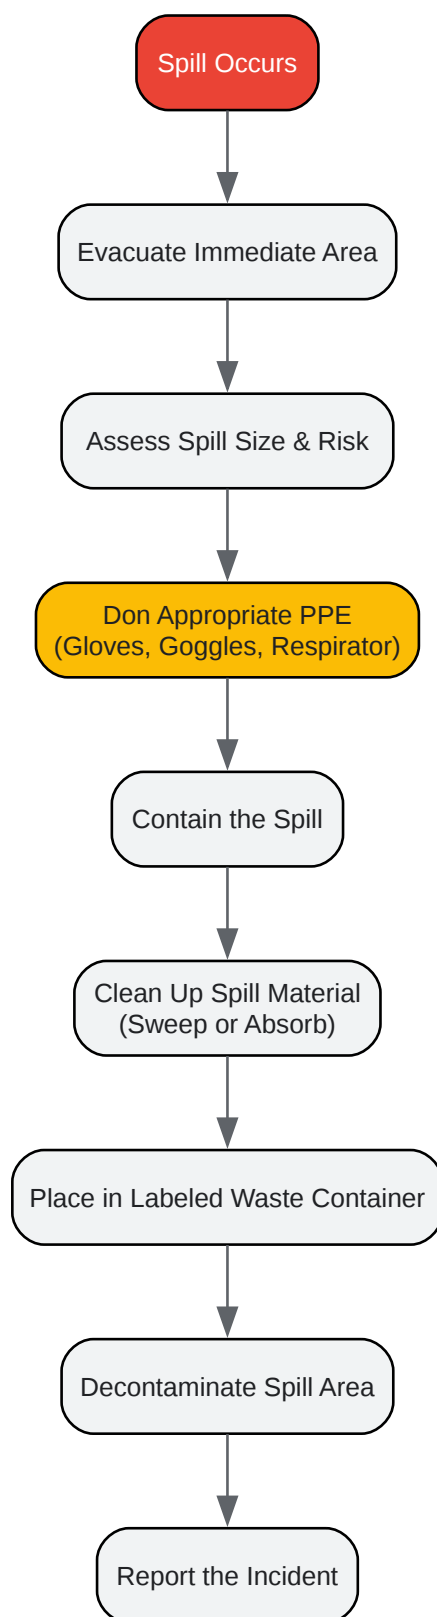 Spill Occurs
Evacuate Immediate Area
Assess Spill Size & Risk
Don Appropriate PPE
(Gloves, Goggles, Respirator)
Contain the Spill
Clean Up Spill Material
(Sweep or Absorb)
Place in Labeled Waste Container
Decontaminate Spill Area
Report the Incident